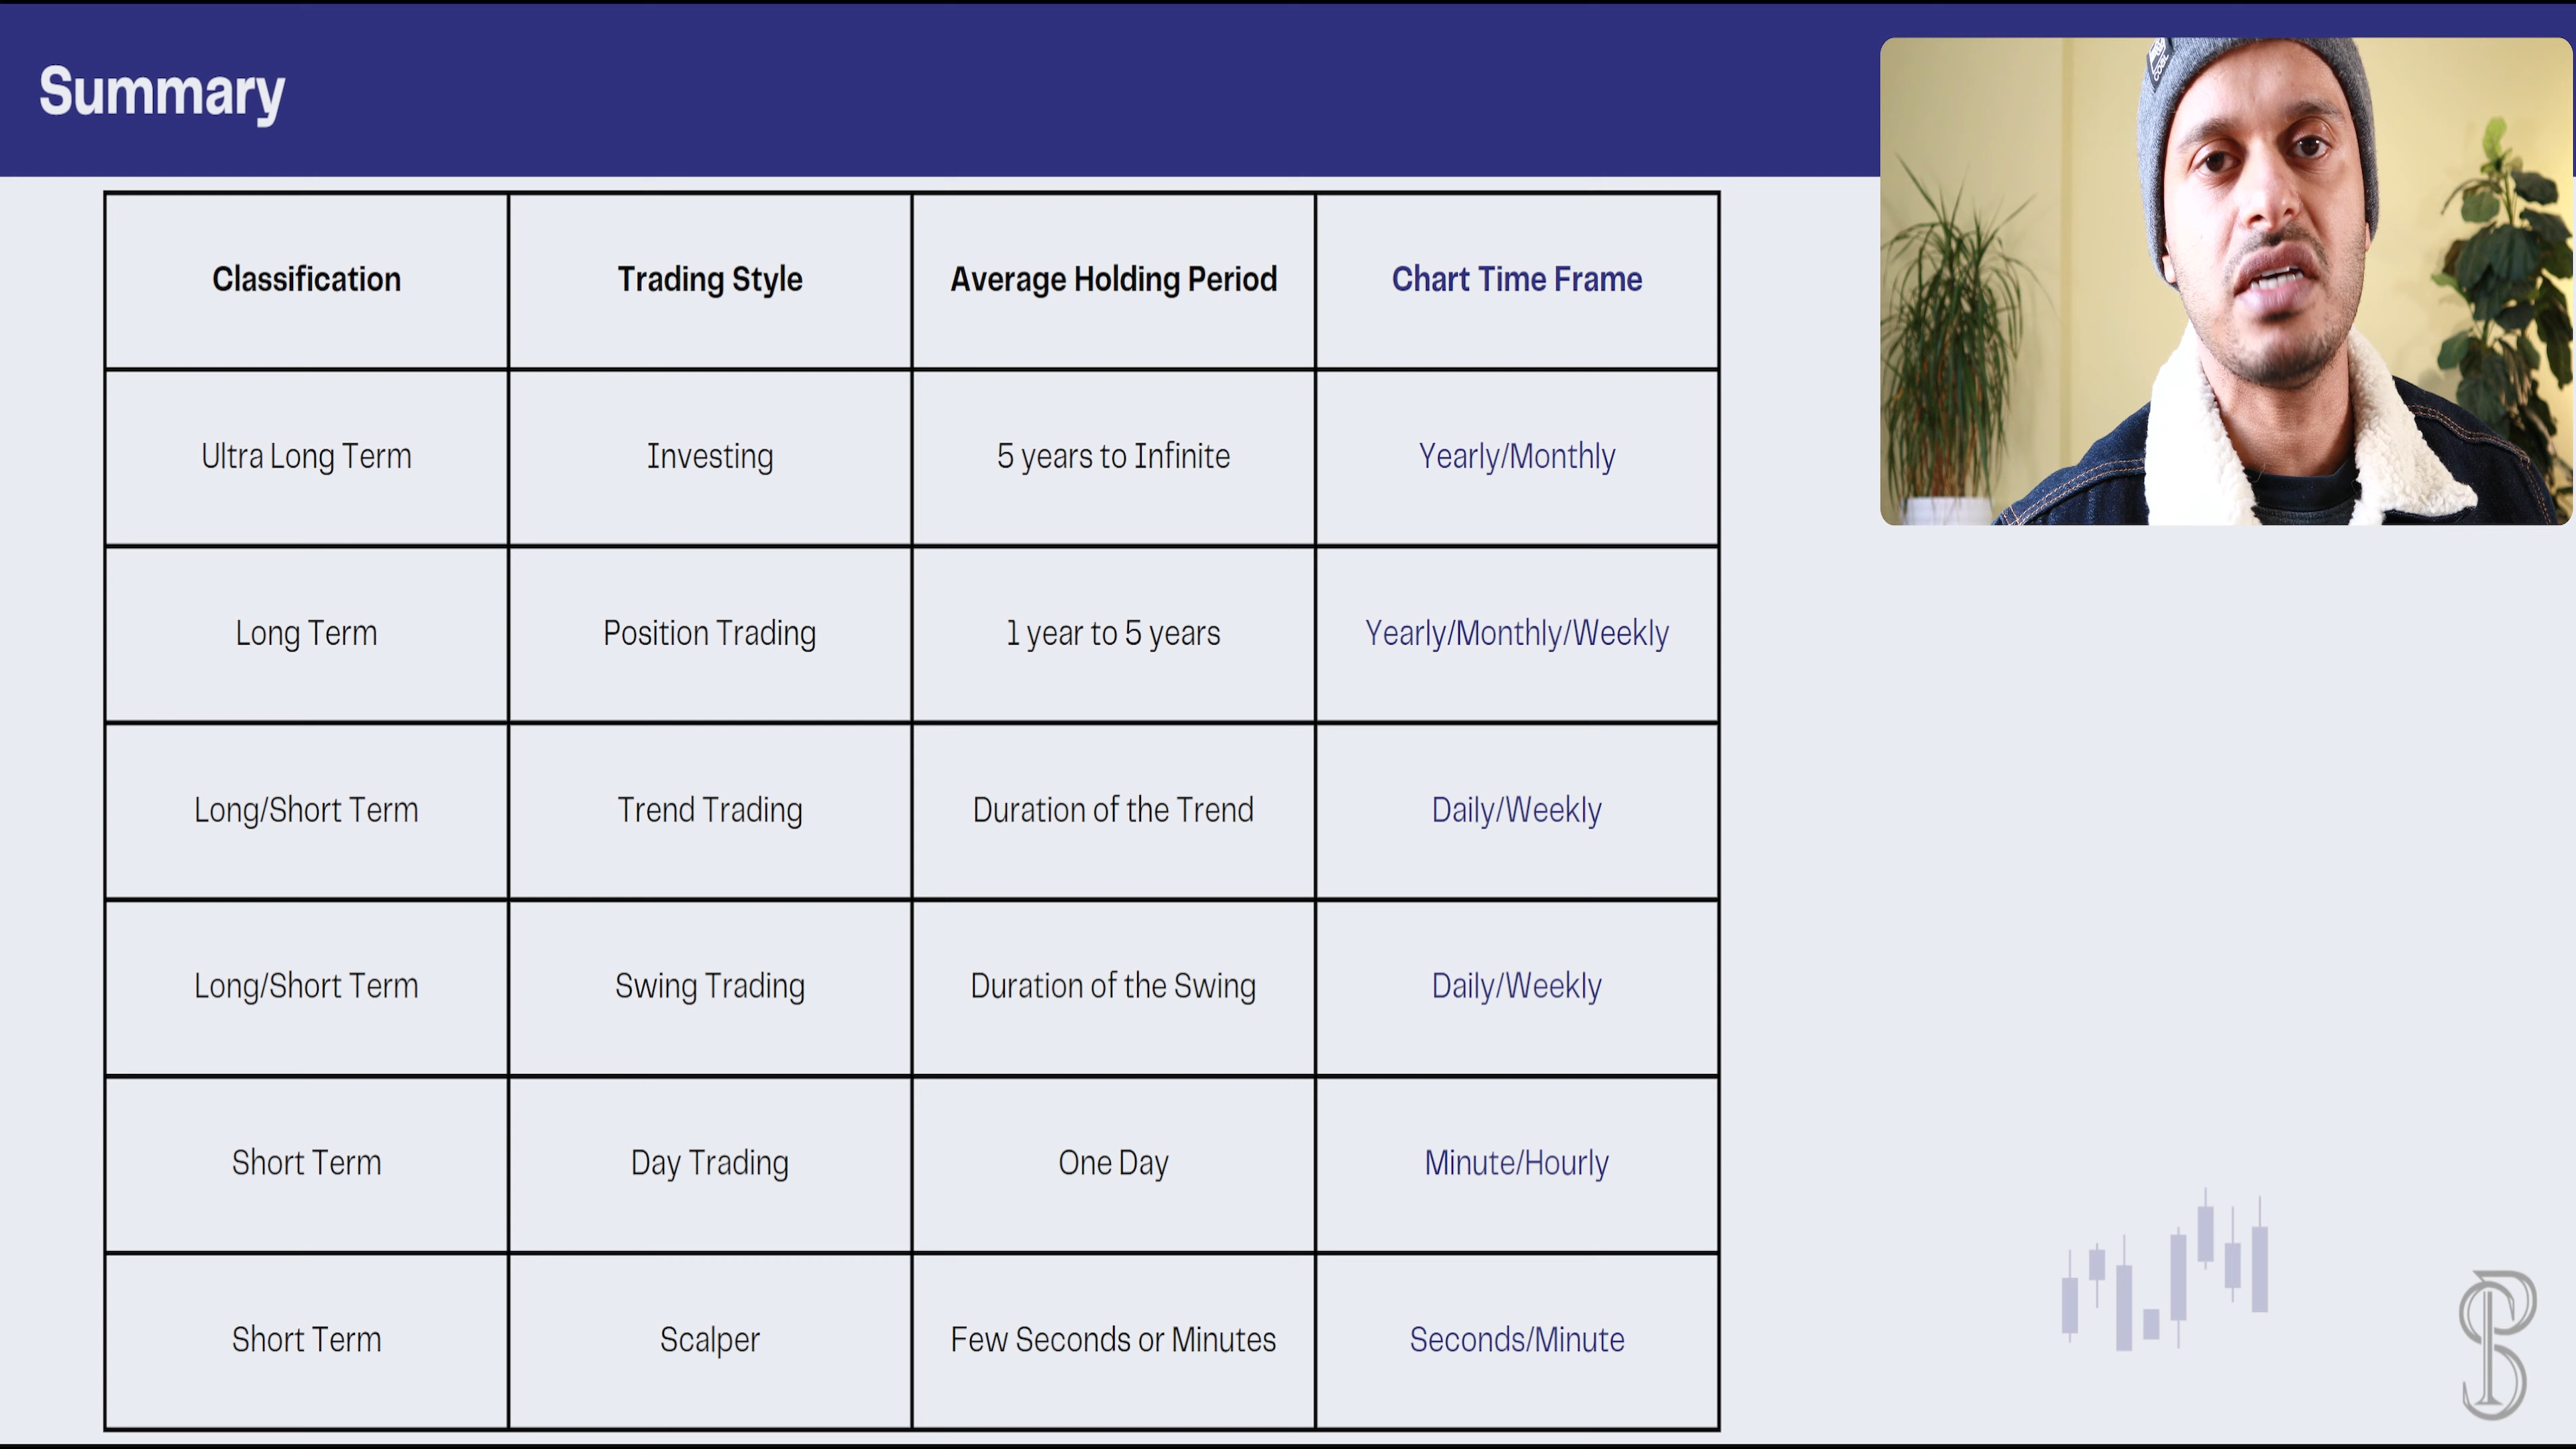 Summary
Classification
Trading Style
Average Holding Period
Chart Time Frame
Ultra Long Term
Investing
5 years to Infinite
Yearly/Monthly
Long Term
Position Trading
1 year to 5 years
Yearly/Monthly/Weekly
Long/Short Term
Trend Trading
Duration of the Trend
Daily/Weekly
Long/Short Term
Swing Trading
Duration of the Swing
Daily/Weekly
Short Term
Day Trading
One Day
Minute/Hourly
Short Term
Scalper
Few Seconds or Minutes
Seconds/Minute